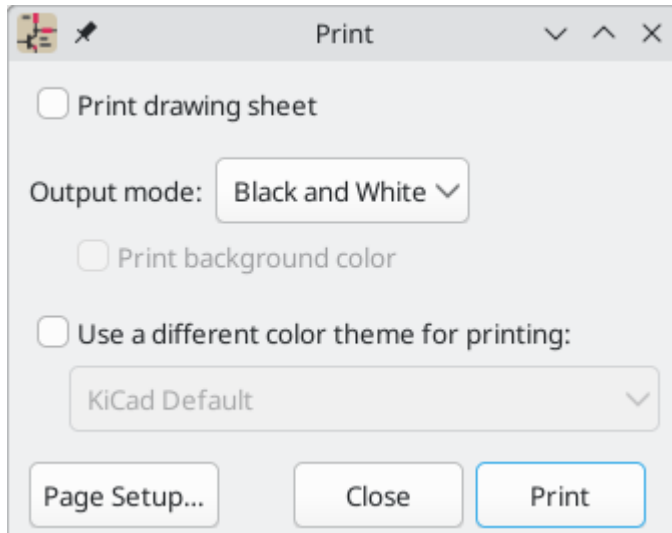 Print
Print drawing sheet
Output mode: Black and White
Print background color
Use a different color theme for printing:
KiCad Default
Page Setup... Close Print